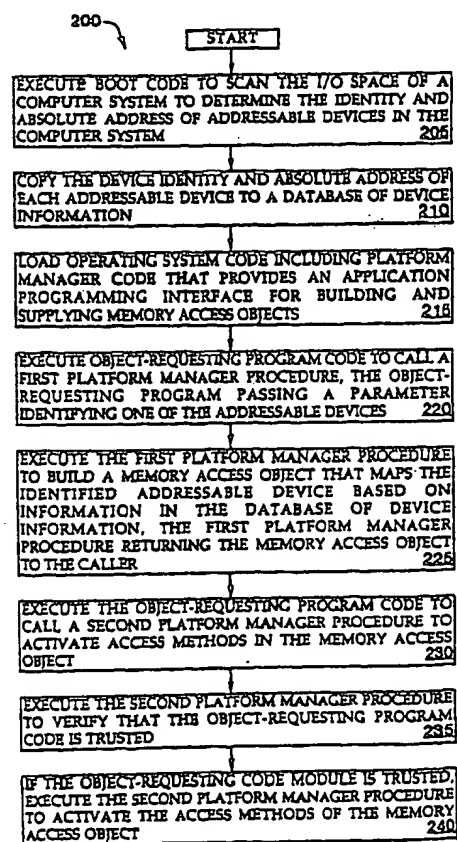 200
START
EXECUTE BOOT CODE TO SCAN THE I/O SPACE OF A
COMPUTER SYSTEM TO DETERMINE THE IDENTITY AND
ABSOLUTE ADDRESS OF ADDRESSABLE DEVICES IN THE
COMPUTER SYSTEM 205
COPY THE DEVICE IDENTITY AND ABSOLUTE ADDRESS OF
EACH ADDRESSABLE DEVICE TO A DATABASE OF DEVICE
INFORMATION 210
LOAD OPERATING SYSTEM CODE INCLUDING PLATFORM
MANAGER CODE THAT PROVIDES AN APPLICATION
PROGRAMMING INTERFACE FOR BUILDING AND
SUPPLYING MEMORY ACCESS OBJECTS 215
EXECUTE OBJECT-REQUESTING PROGRAM CODE TO CALL A
FIRST PLATFORM MANAGER PROCEDURE, THE OBJECT-
REQUESTING PROGRAM PASSING A PARAMETER
IDENTIFYING ONE OF THE ADDRESSABLE DEVICES 220
EXECUTE THE FIRST PLATFORM MANAGER PROCEDURE
TO BUILD A MEMORY ACCESS OBJECT THAT MAPS THE
IDENTIFIED ADDRESSABLE DEVICE BASED ON
INFORMATION IN THE DATABASE OF DEVICE
INFORMATION, THE FIRST PLATFORM MANAGER
PROCEDURE RETURNING THE MEMORY ACCESS OBJECT
TO THE CALLER 225
EXECUTE THE OBJECT-REQUESTING PROGRAM CODE TO
CALL A SECOND PLATFORM MANAGER PROCEDURE TO
ACTIVATE ACCESS METHODS IN THE MEMORY ACCESS
OBJECT 230
EXECUTE THE SECOND PLATFORM MANAGER PROCEDURE
TO VERIFY THAT THE OBJECT-REQUESTING PROGRAM
CODE IS TRUSTED 235
IF THE OBJECT-REQUESTING CODE MODULE IS TRUSTED,
EXECUTE THE SECOND PLATFORM MANAGER PROCEDURE
TO ACTIVATE THE ACCESS METHODS OF THE MEMORY
ACCESS OBJECT 240